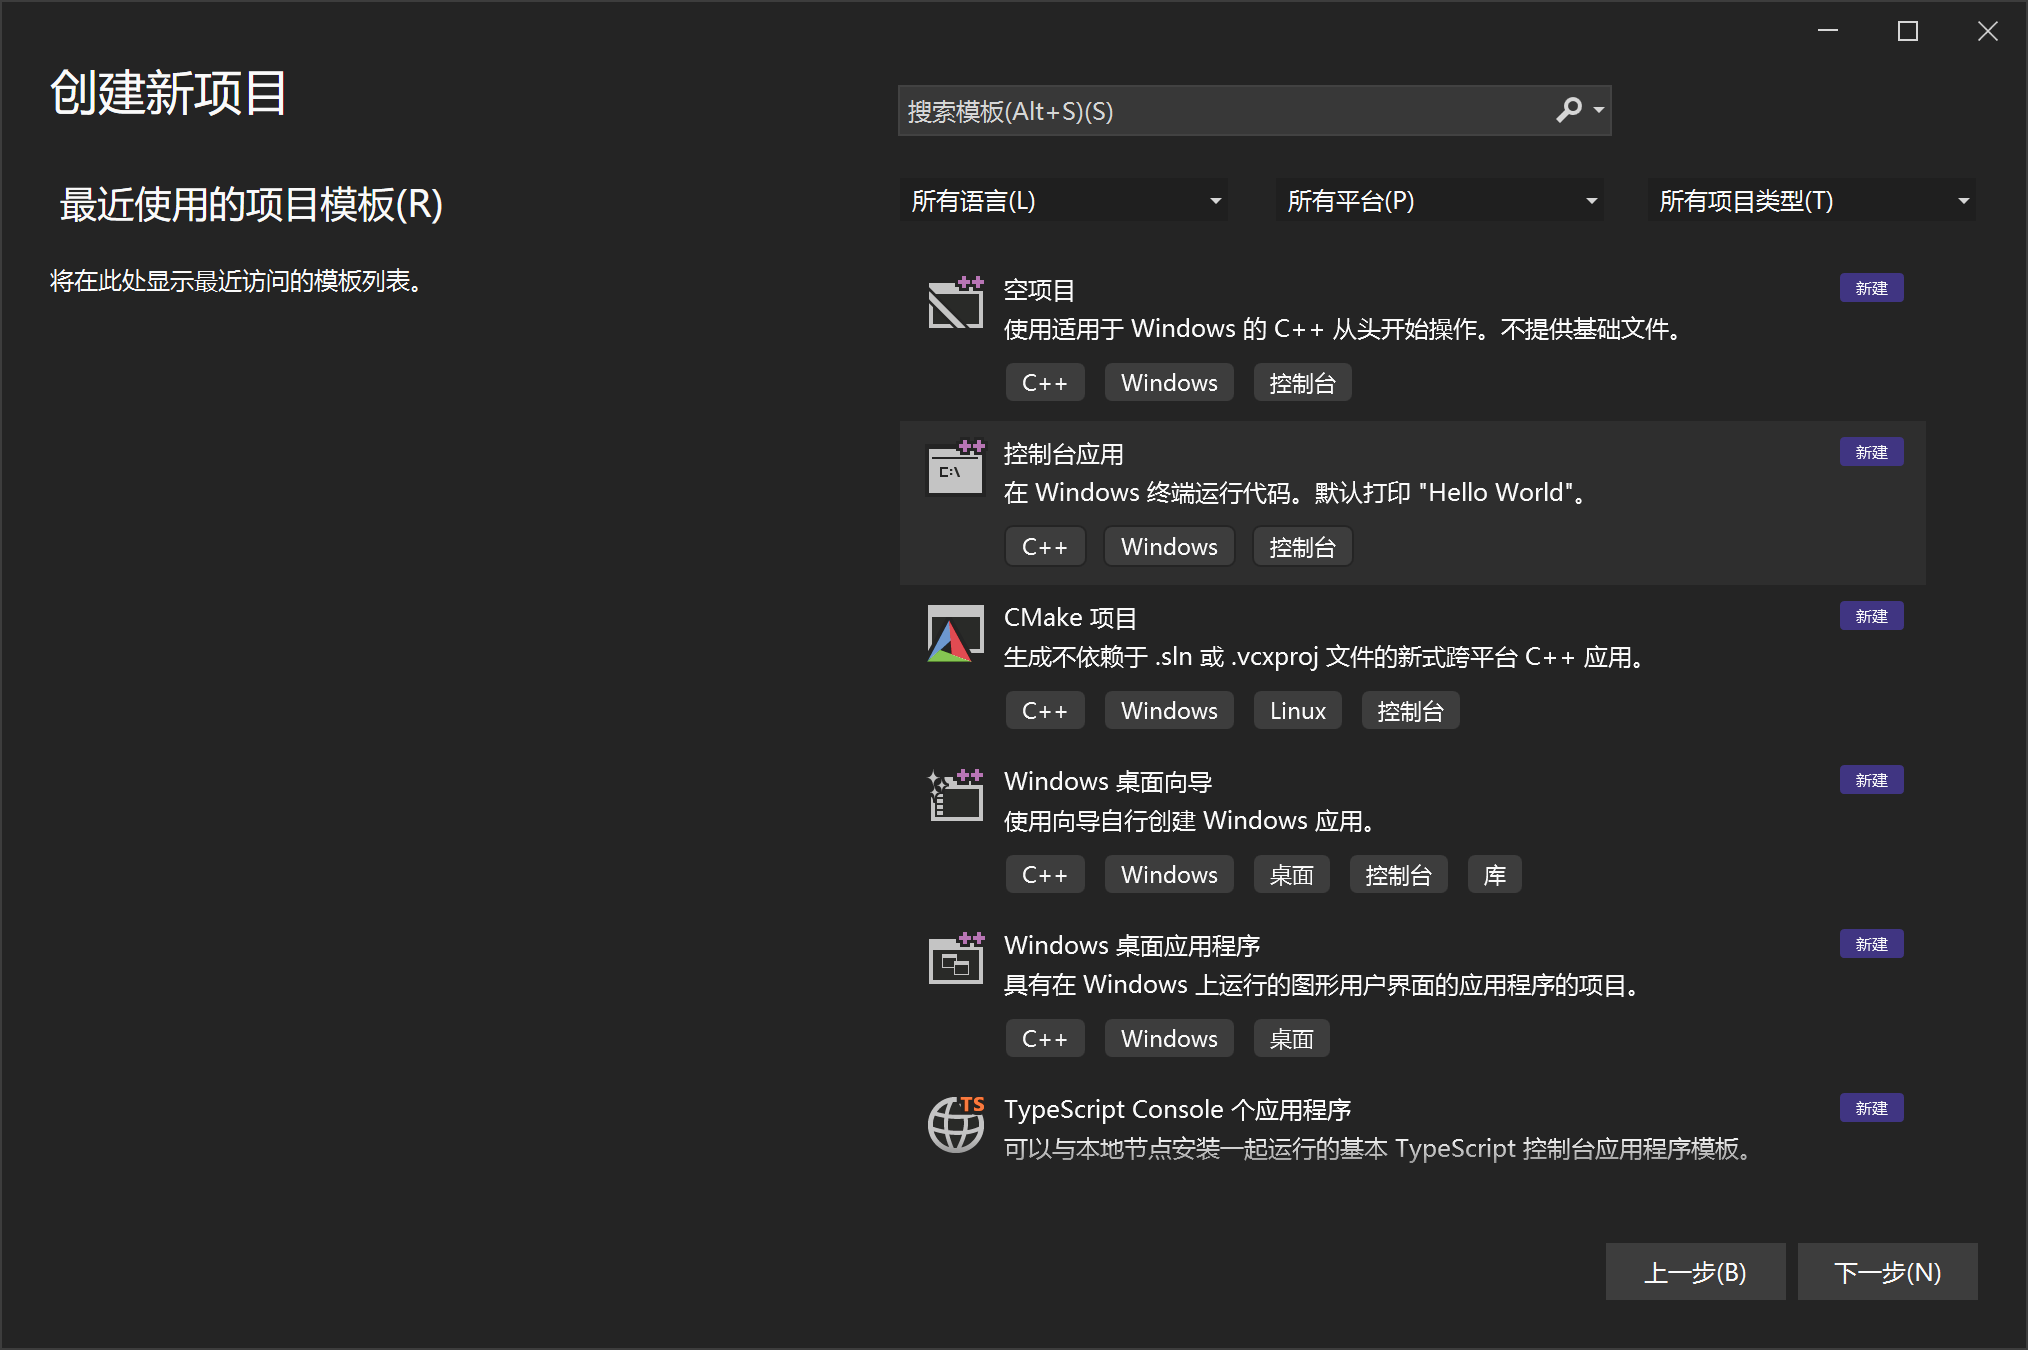 创建新项目
搜索模板(Alt+S)(S)
最近使用的项目模板(R)
将在此处显示最近访问的模板列表。
所有语言(L)
所有平台(P)
所有项目类型(T)
空项目
新建
使用适用于 Windows 的 C++ 从头开始操作。不提供基础文件。
C++ Windows 控制台
控制台应用
新建
C:\
在 Windows 终端运行代码。默认打印 "Hello World"。
C++ Windows 控制台
CMake 项目
新建
生成不依赖于 .sln 或 .vcxproj 文件的新式跨平台 C++ 应用。
C++ Windows Linux 控制台
Windows 桌面向导
新建
使用向导自行创建 Windows 应用。
C++ Windows 桌面 控制台 库
Windows 桌面应用程序
新建
具有在 Windows 上运行的图形用户界面的应用程序的项目。
C++ Windows 桌面
TS
TypeScript Console 个应用程序
新建
可以与本地节点安装一起运行的基本 TypeScript 控制台应用程序模板。
上一步(B)
下一步(N)